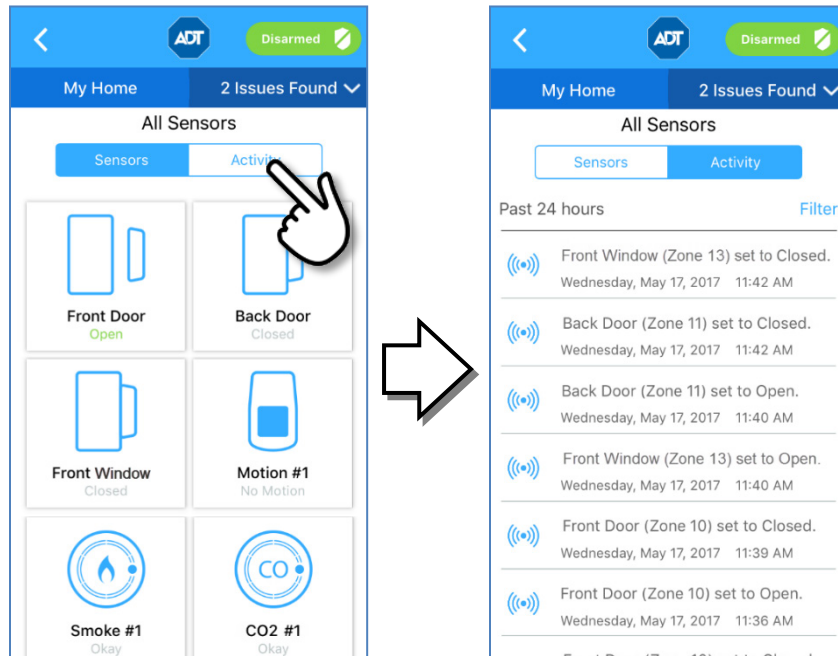 ADT
Disarmed
My Home
2 Issues Found
All Sensors
Sensors
Activity
Front Door
Open
Back Door
Closed
Front Window
Closed
Motion #1
No Motion
CO
Smoke #1
Okay
CO2 #1
Okay
ADT
Disarmed
My Home
2 Issues Found
All Sensors
Sensors
Activity
Past 24 hours
Filter
Front Window (Zone 13) set to Closed.
Wednesday, May 17, 2017 11:42 AM
Back Door (Zone 11) set to Closed.
Wednesday, May 17, 2017 11:42 AM
Back Door (Zone 11) set to Open.
Wednesday, May 17, 2017 11:40 AM
Front Window (Zone 13) set to Open.
Wednesday, May 17, 2017 11:40 AM
Front Door (Zone 10) set to Closed.
Wednesday, May 17, 2017 11:39 AM
Front Door (Zone 10) set to Open.
Wednesday, May 17, 2017 11:36 AM